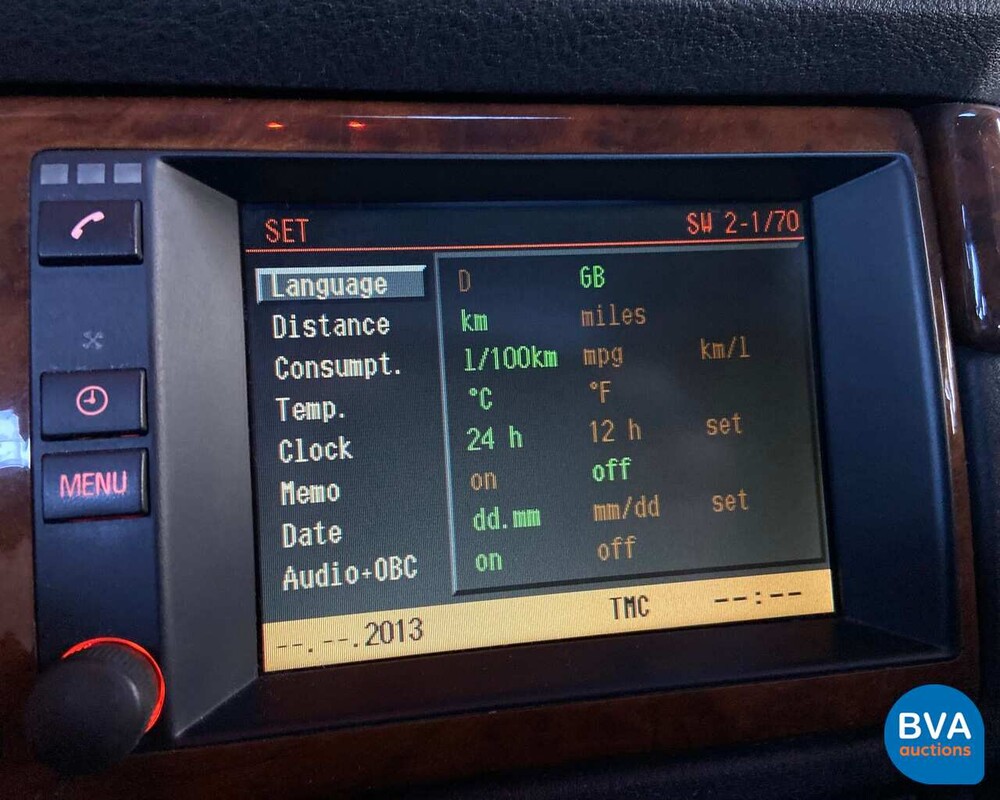 SET SW 2-1/70
Language D GB
Distance km miles
Consumpt. l/100km mpg km/l
Temp. °C °F
Clock 24 h 12 h set
Memo on off
Date dd.mm mm/dd set
Audio+OBC on off
--.--.2013 TMC --:--
MENU
BVA
auctions